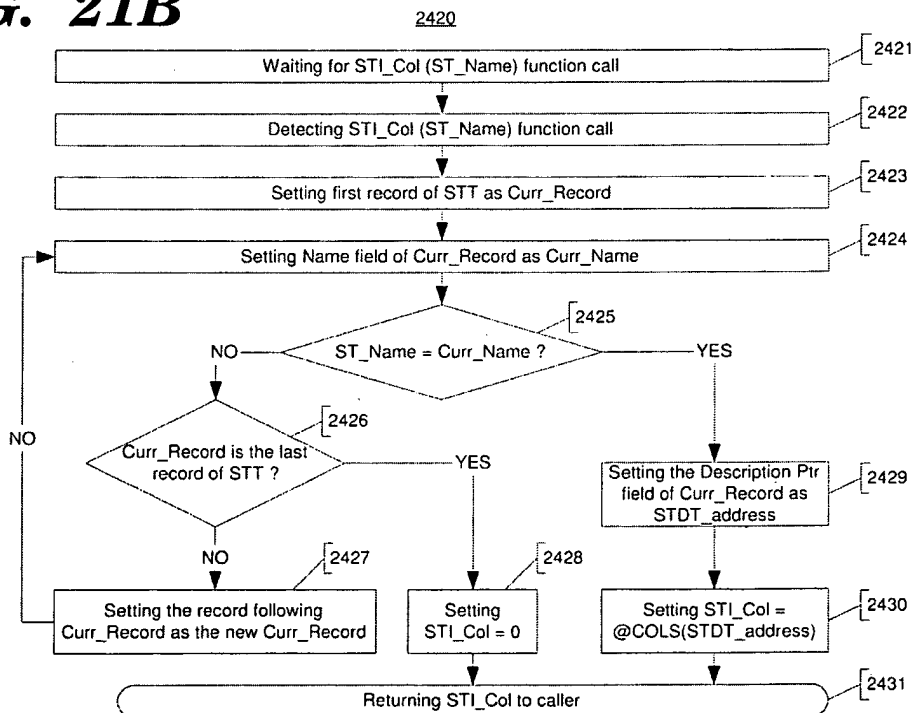 G. 21B
2420
Waiting for STI_Col (ST_Name) function call
2421
Detecting STI_Col (ST_Name) function call
2422
Setting first record of STT as Curr_Record
2423
Setting Name field of Curr_Record as Curr_Name
2424
ST_Name = Curr_Name ?
2425
NO
YES
Curr_Record is the last
record of STT ?
2426
NO
YES
NO
Setting the Description Ptr
field of Curr_Record as
STDT_address
2429
Setting the record following
Curr_Record as the new Curr_Record
2427
Setting
STI_Col = 0
2428
Setting STI_Col =
@COLS(STDT_address)
2430
Returning STI_Col to caller
2431